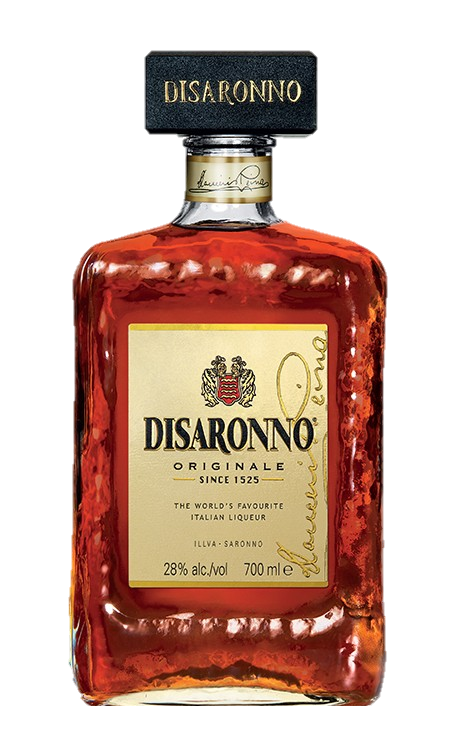 DISARONNO
DISARONNO
ORIGINALE
SINCE 1525
THE WORLD'S FAVOURITE
ITALIAN LIQUEUR
ILLVA - SARONNO
28% alc./vol 700 ml e